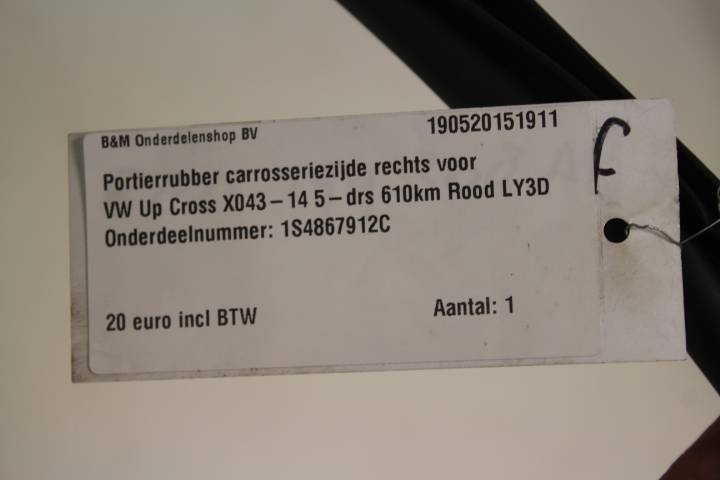 B&M Onderdelenshop BV
190520151911
Portierrubber carrosseriezijde rechts voor
VW Up Cross X043-14 5-drs 610km Rood LY3D
Onderdeelnummer: 1S4867912C
20 euro incl BTW
Aantal: 1